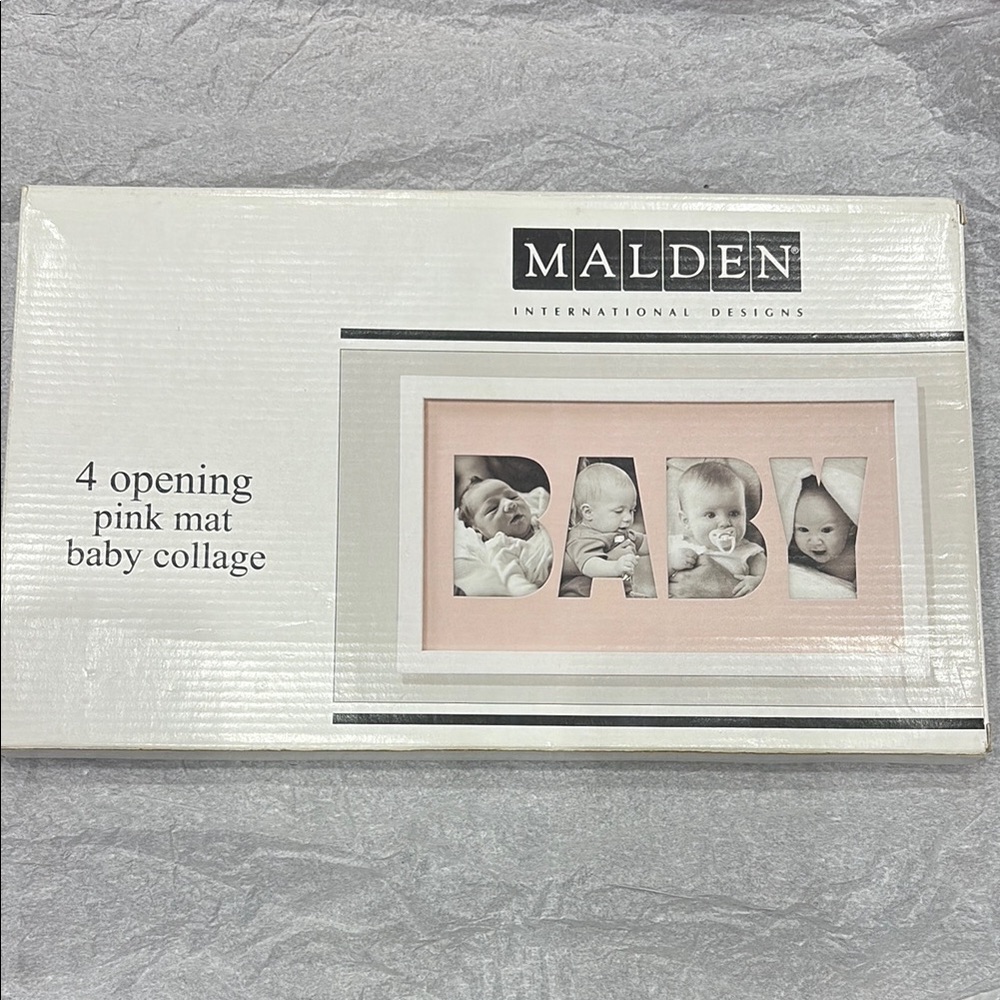 MALDEN®
INTERNATIONAL DESIGNS
BABY
4 opening
pink mat
baby collage